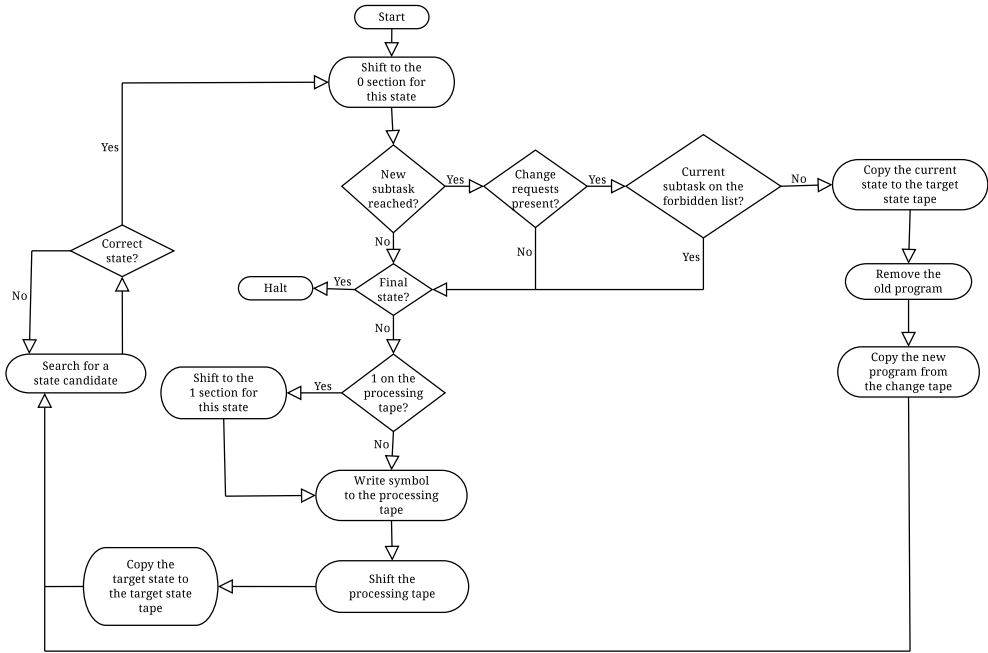 Start
Shift to the
0 section for
this state
Yes
New
subtask
reached?
Yes
Change
requests
present?
Yes
Current
subtask on the
forbidden list?
No
Copy the current
state to the target
state tape
Correct
state?
No
No
Yes
Remove the
old program
Halt
Yes
Final
state?
No
No
Search for a
state candidate
Shift to the
1 section for
this state
Yes
1 on the
processing
tape?
Copy the new
program from
the change tape
No
Write symbol
to the processing
tape
Copy the
target state to
the target state
tape
Shift the
processing tape